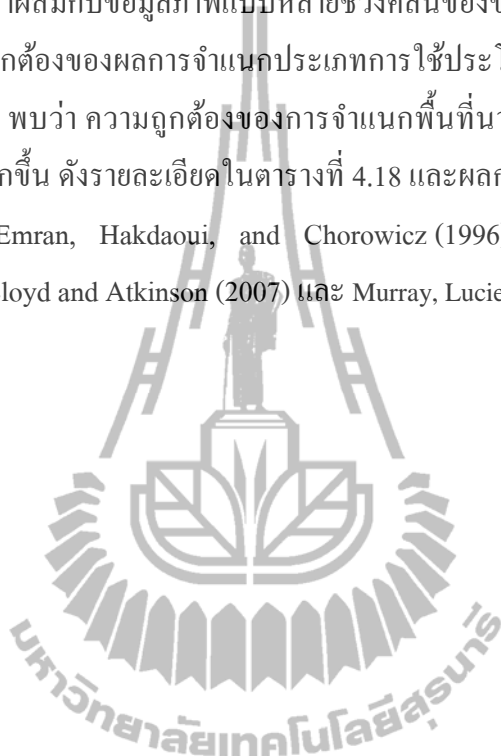 าผสมกับข้อมูลภาพแบบหลายช่วงคลื่นของข
กต้องของผลการจำแนกประเภทการใช้ประโ
พบว่า ความถูกต้องของการจำแนกพื้นที่นา
กขึ้น ดังรายละเอียดในตารางที่ 4.18 และผลก
Emran, Hakdaoui, and Chorowicz (1996
loyd and Atkinson (2007) และ Murray, Lucie
มหาวิทยาลัยเทคโนโลยีสุรนารี